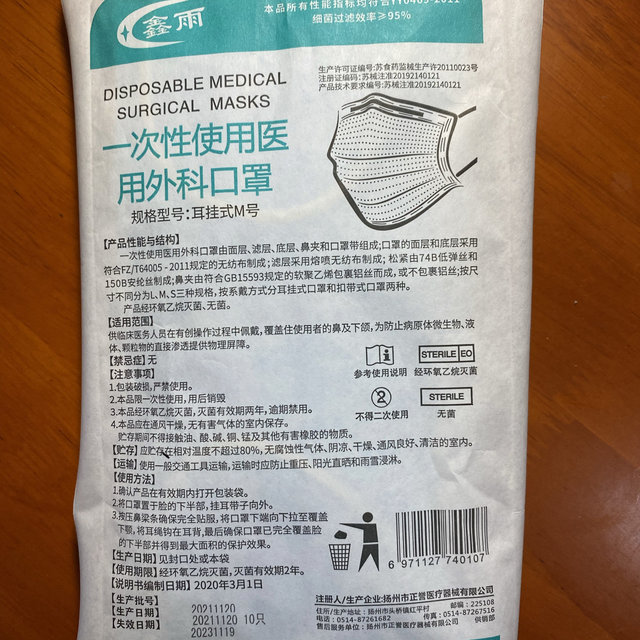 鑫雨
本品所有性能指标均符合YY0469-2011
细菌过滤效率≥95%
生产许可证编号:苏食药监械生产许20110023号
注册证编码:苏械注准20192140121
产品技术要求编号:苏械注准20192140121
DISPOSABLE MEDICAL
SURGICAL MASKS
一次性使用医
用外科口罩
规格型号:耳挂式M号
【产品性能与结构】
一次性使用医用外科口罩由面层、滤层、底层、鼻夹和口罩带组成;口罩的面层和底层采用
符合FZ/T64005-2011规定的无纺布制成;滤层采用熔喷无纺布制成;松紧由74B低弹丝和
150B安纶丝制成;鼻夹由符合GB15593规定的软聚乙烯包裹铝丝而成,或不包裹铝丝;按尺
寸不同分为L、M、S三种规格,按系戴方式分耳挂式口罩和扣带式口罩两种。
产品经环氧乙烷灭菌、无菌。
【适用范围】
供临床医务人员在有创操作过程中佩戴,覆盖住使用者的鼻及下颌,为防止病原体微生物、液
体、颗粒物的直接渗透提供物理屏障。
【禁忌症】无
【注意事项】
1.包装破损,严禁使用。
2.本品限一次性使用,用后销毁
3.本品经环氧乙烷灭菌,灭菌有效期两年,逾期禁用。
4.本品应在通风干燥,无有害气体的室内保存。
贮存期间不得接触油、酸、碱、铜、锰及其他有害橡胶的物质。
参考使用说明
STERILE EO
经环氧乙烷灭菌
2
不得二次使用
STERILE
无菌
【贮存】应贮存在相对温度不超过80%,无腐蚀性气体、阴凉、干燥、通风良好、清洁的室内。
【运输】使用一般交通工具运输,运输时应防止重压、阳光直晒和雨雪浸淋。
【使用方法】
1.确认产品在有效期内打开包装袋。
2.将口罩置于脸的下半部,挂耳带子向外。
3.按压鼻梁条确保完全贴服,将口罩下端向下拉至覆盖
下颚,将耳绳钩在耳背,最后确保口罩已完全覆盖脸
的下半部并得到最大面积的保护效果。
【生产日期】见封口处或本袋
【使用期限】经环氧乙烷灭菌,灭菌有效期2年。
【说明书编制日期】2020年3月1日
【生产批号】 20211120
【生产日期】 20211120 10只
【失效日期】 20231119
6 971127 740107
注册人/生产企业:扬州市正誉医疗器械有限公司
住所/生产地址:扬州市头桥镇红平村 邮编:225108
电话:0514-87261682 传真:0514-87267516
售后服务单位:扬州市正誉医疗器械有限公司 供销部